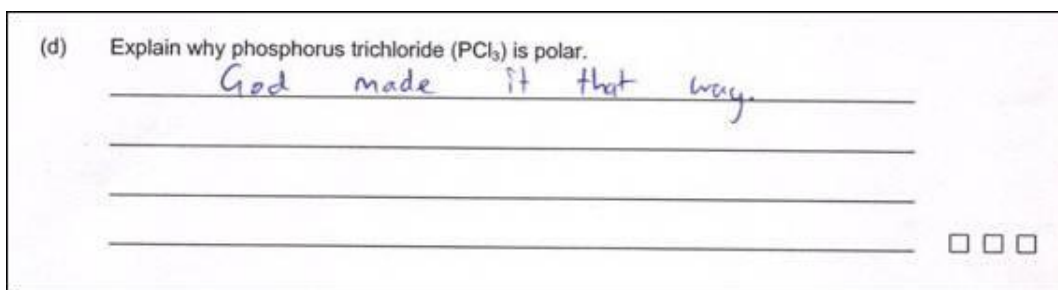 (d) Explain why phosphorus trichloride (PCl₃) is polar.
God made it that way.